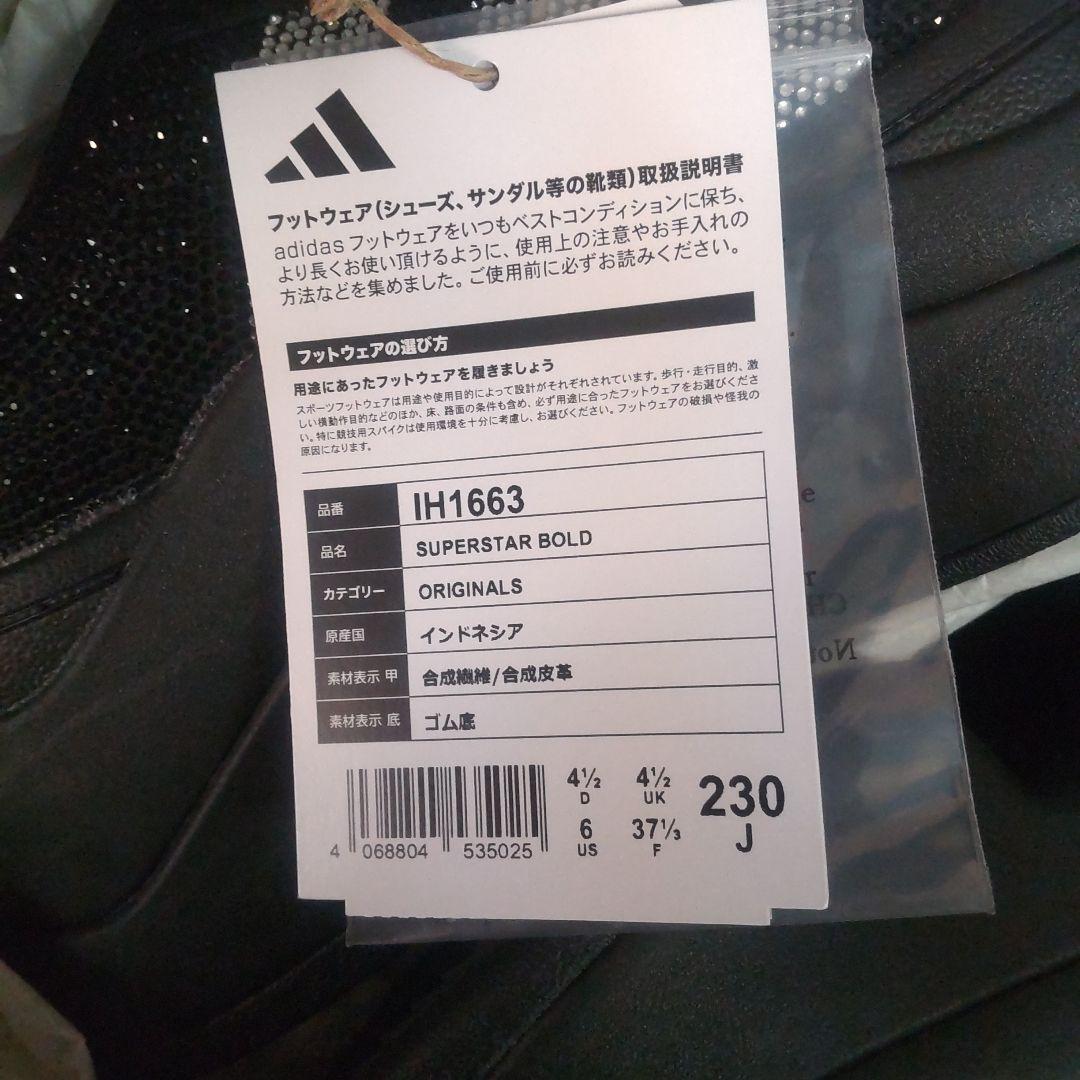 フットウェア(シューズ、サンダル等の靴類)取扱説明書
adidas フットウェアをいつもベストコンディションに保ち、
より長くお使い頂けるように、使用上の注意やお手入れの
方法などを集めました。ご使用前に必ずお読みください。
フットウェアの選び方
用途にあったフットウェアを履きましょう
スポーツフットウェアは用途や使用目的によって設計がそれぞれされています。歩行・走行目的、激
しい横動作目的などのほか、床、路面の条件も含め、必ず用途に合ったフットウェアをお選びくださ
い。特に競技用スパイクは使用環境を十分に考慮し、お選びください。フットウェアの破損や怪我の
原因になります。
品番 IH1663
品名 SUPERSTAR BOLD
カテゴリー ORIGINALS
原産国 インドネシア
素材表示 甲 合成繊維/合成皮革
素材表示 底 ゴム底
4½ 4½ 230
D UK J
6 37⅓
US F
4 068804 535025